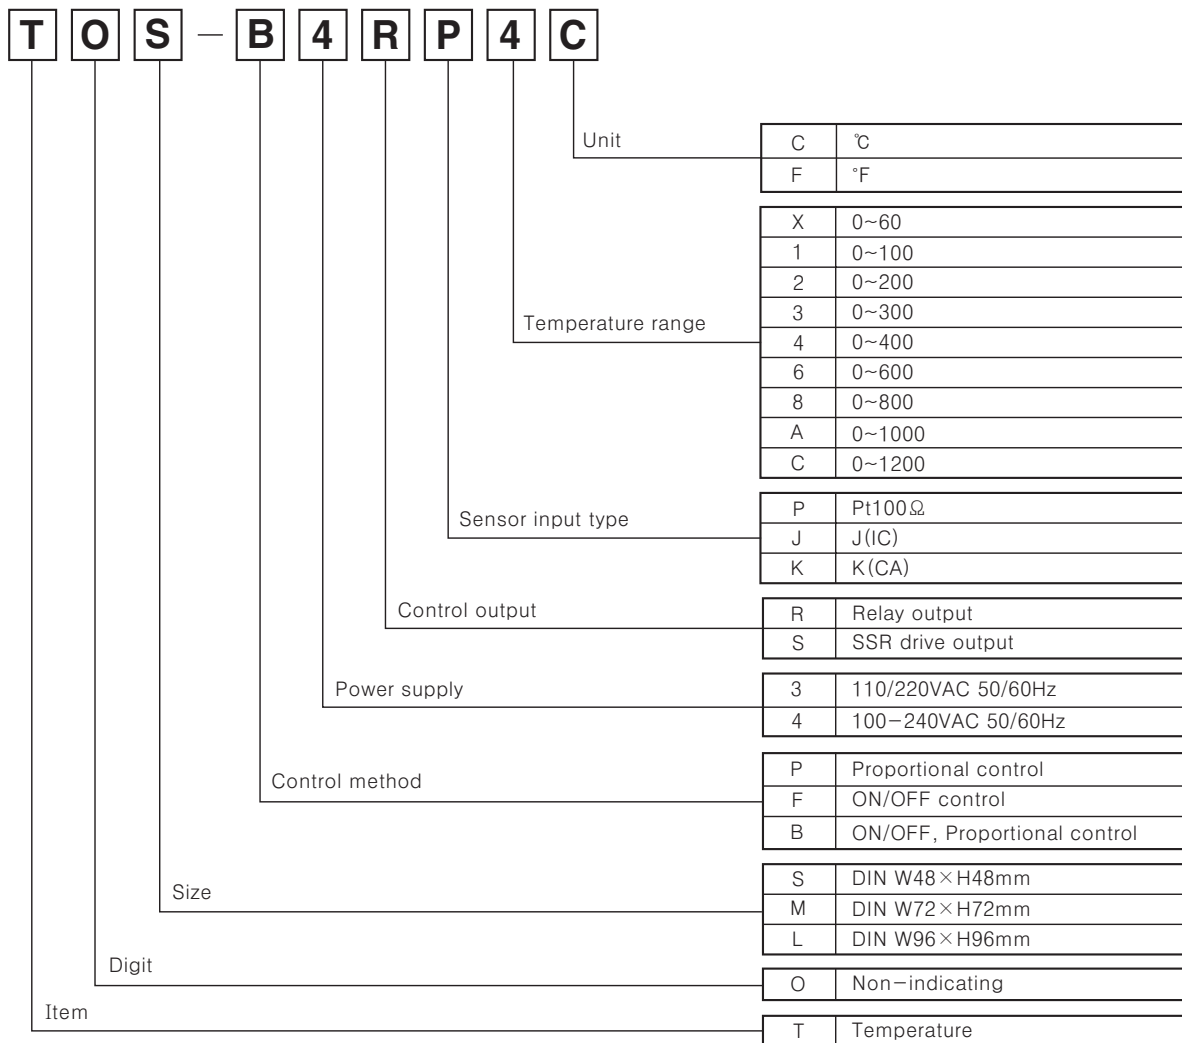 T O S - B 4 R P 4 C
Unit
C ℃
F °F
Temperature range
X 0~60
1 0~100
2 0~200
3 0~300
4 0~400
6 0~600
8 0~800
A 0~1000
C 0~1200
Sensor input type
P Pt100Ω
J J(IC)
K K(CA)
Control output
R Relay output
S SSR drive output
Power supply
3 110/220VAC 50/60Hz
4 100-240VAC 50/60Hz
Control method
P Proportional control
F ON/OFF control
B ON/OFF, Proportional control
Size
S DIN W48×H48mm
M DIN W72×H72mm
L DIN W96×H96mm
Digit
O Non-indicating
Item
T Temperature